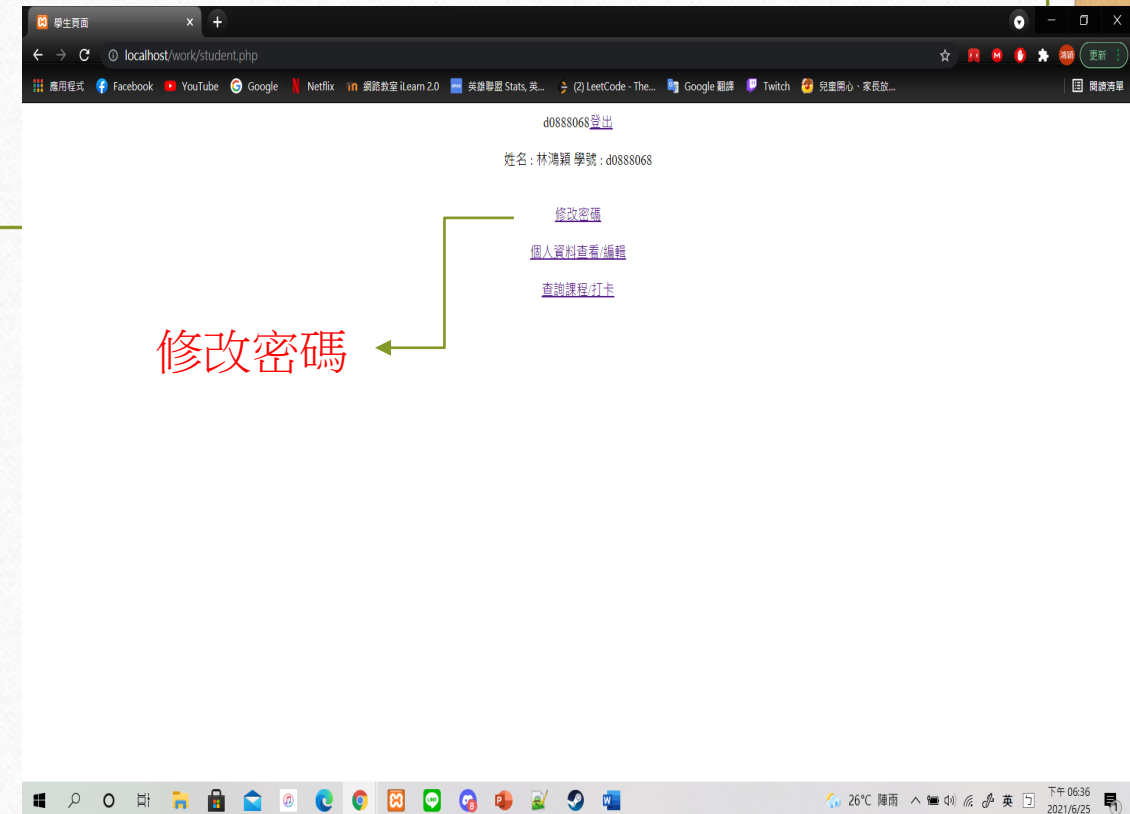 學生頁面
localhost/work/student.php
鴻穎
更新
應用程式 Facebook YouTube Google Netflix 網路教室 iLearn 2.0 英雄聯盟 Stats, 英... (2) LeetCode - The... Google 翻譯 Twitch 兒童開心、家長放... 閱讀清單
d0888068登出
姓名 : 林鴻穎 學號 : d0888068
修改密碼
個人資料查看/編輯
查詢課程/打卡
修改密碼
26°C 陣雨 英 ㄅ 下午 06:36
2021/6/25